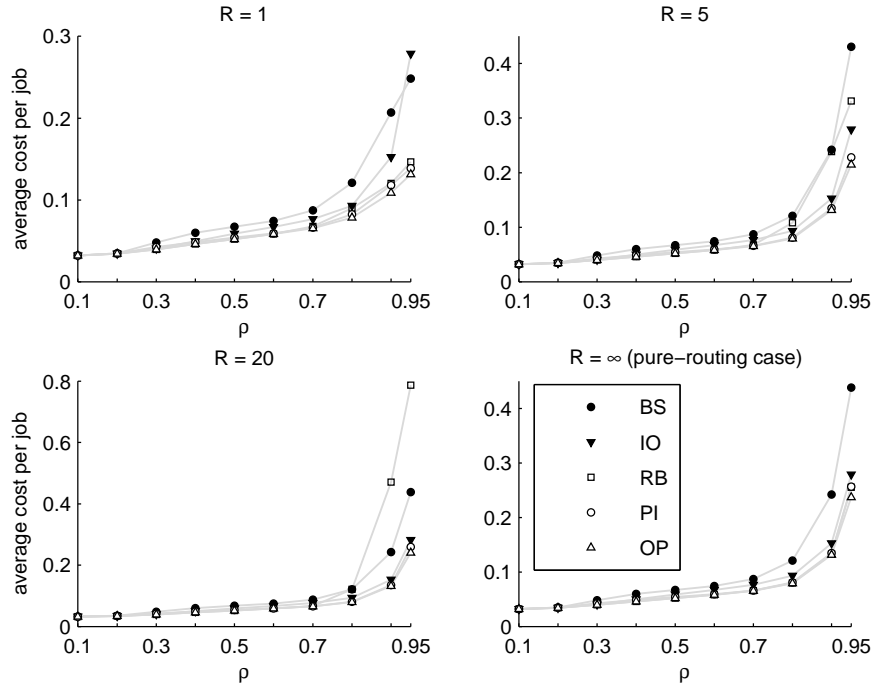 R = 1
average cost per job
0.3
0.2
0.1
0
0.1 0.3 0.5 0.7 0.95
ρ
R = 5
0.4
0.3
0.2
0.1
0
0.1 0.3 0.5 0.7 0.95
ρ
R = 20
average cost per job
0.8
0.6
0.4
0.2
0
0.1 0.3 0.5 0.7 0.95
ρ
R = ∞ (pure−routing case)
0.4
0.3
0.2
0.1
0
BS
IO
RB
PI
OP
0.1 0.3 0.5 0.7 0.95
ρ